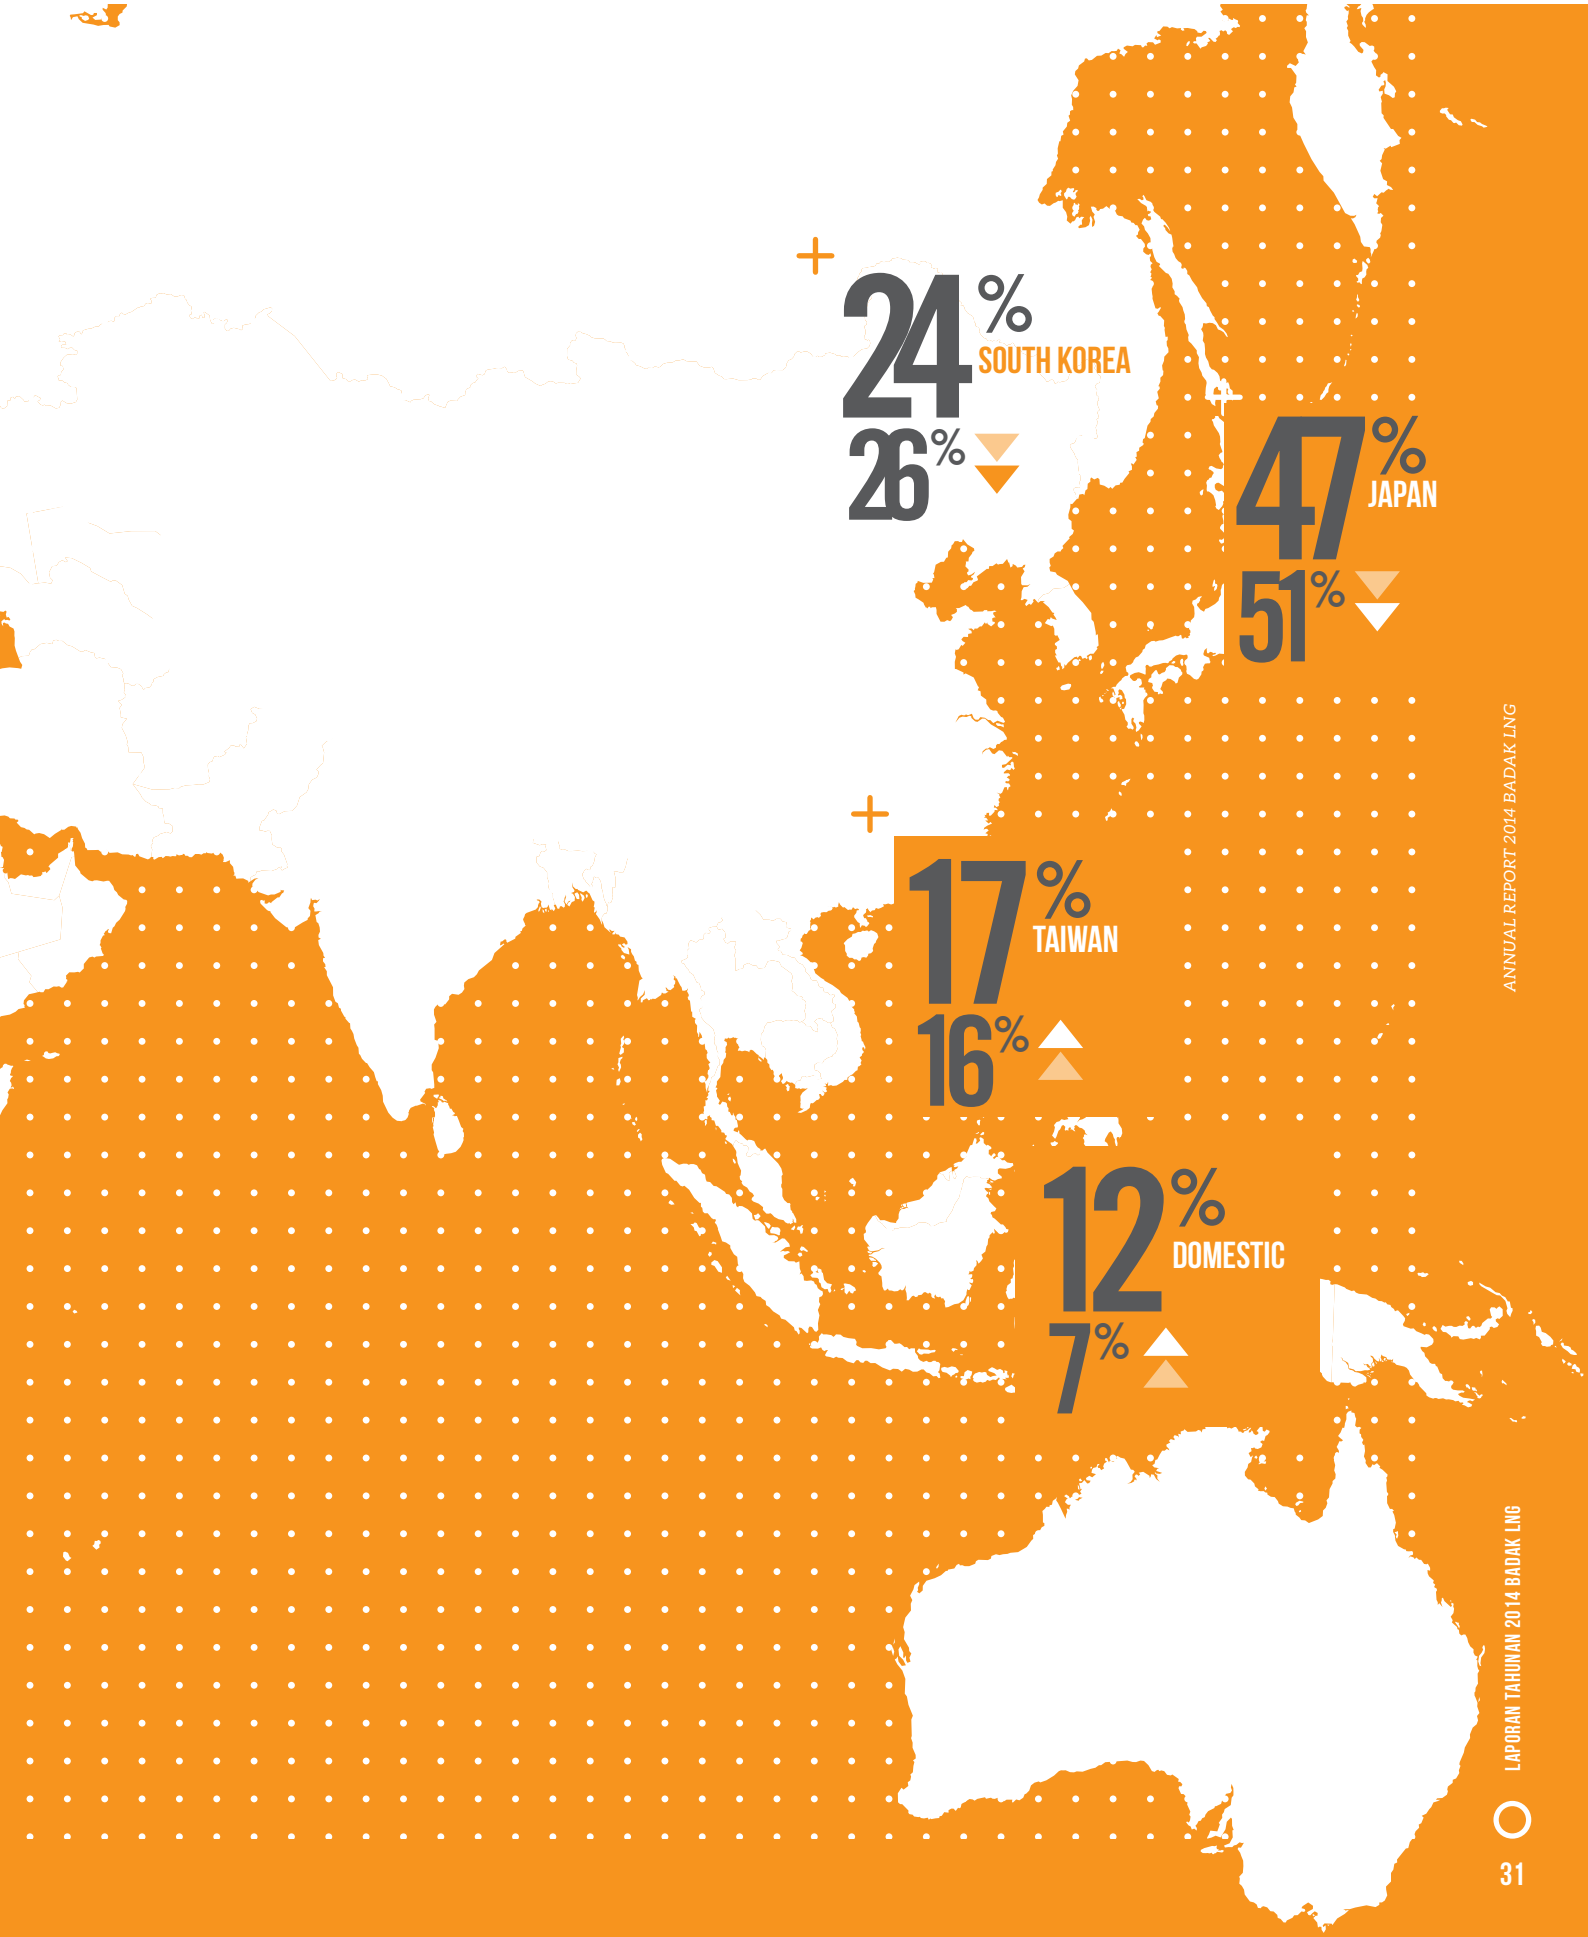 24%
SOUTH KOREA
26%
47%
JAPAN
51%
17%
TAIWAN
16%
12%
DOMESTIC
7%
ANNUAL REPORT 2014 BADAK LNG
LAPORAN TAHUNAN 2014 BADAK LNG
31